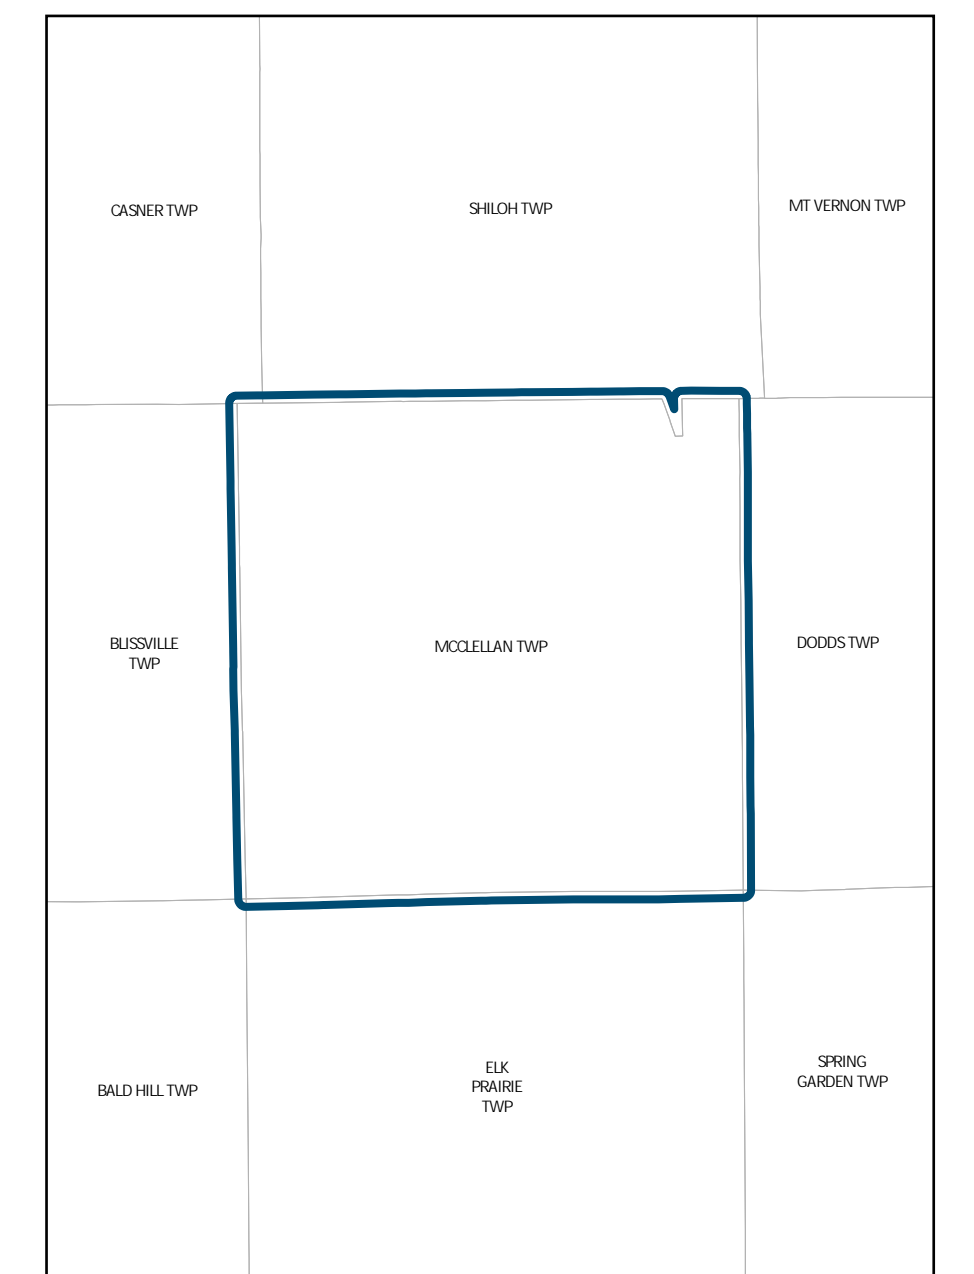 CASNER TWP
SHILOH TWP
MT VERNON TWP
BLISSVILLE
TWP
MCCLELLAN TWP
DODDS TWP
BALD HILL TWP
ELK
PRAIRIE
TWP
SPRING
GARDEN TWP